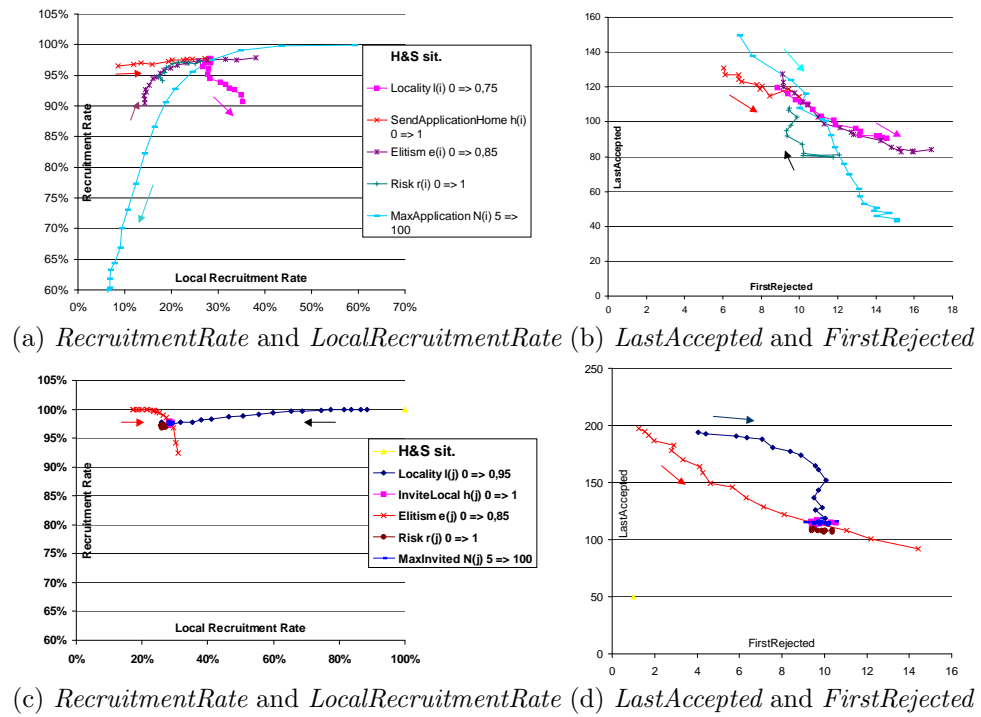 105%
100%
95%
90%
85%
80%
75%
70%
65%
60%
Recruitment Rate
Local Recruitment Rate
0% 10% 20% 30% 40% 50% 60% 70%
H&S sit.
Locality l(i) 0 => 0,75
SendApplicationHome h(i)
0 => 1
Elitism e(i) 0 => 0,85
Risk r(i) 0 => 1
MaxApplication N(i) 5 =>
100
160
140
120
100
80
60
40
20
0
LastAccepted
FirstRejected
0 2 4 6 8 10 12 14 16 18
(a) RecruitmentRate and LocalRecruitmentRate
(b) LastAccepted and FirstRejected
105%
100%
95%
90%
85%
80%
75%
70%
65%
60%
Recruitment Rate
Local Recruitment Rate
0% 20% 40% 60% 80% 100%
H&S sit.
Locality l(j) 0 => 0,95
InviteLocal h(j) 0 => 1
Elitism e(j) 0 => 0,85
Risk r(j) 0 => 1
MaxInvited N(j) 5 => 100
250
200
150
100
50
0
LastAccepted
FirstRejected
0 2 4 6 8 10 12 14 16
(c) RecruitmentRate and LocalRecruitmentRate
(d) LastAccepted and FirstRejected